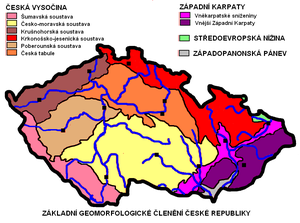 ČESKÁ VYSOČINA
Šumavská soustava
Česko-moravská soustava
Krušnohorská soustava
Krkonošsko-jesenická soustava
Poberounská soustava
Česká tabule
ZÁPADNÍ KARPATY
Vněkarpatské sníženiny
Vnější Západní Karpaty
STŘEDOEVROPSKÁ NÍŽINA
ZÁPADOPANONSKÁ PÁNEV
ZÁKLADNÍ GEOMORFOLOGICKÉ ČLENĚNÍ ČESKÉ REPUBLIKY